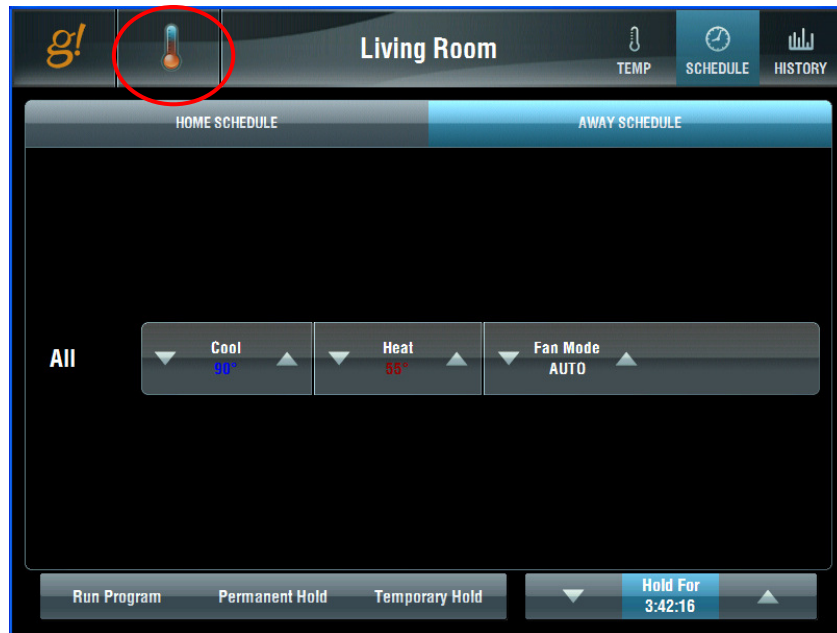 g!
Living Room
TEMP
SCHEDULE
HISTORY
HOME SCHEDULE
AWAY SCHEDULE
All
Cool
90°
Heat
55°
Fan Mode
AUTO
Run Program
Permanent Hold
Temporary Hold
Hold For
3:42:16